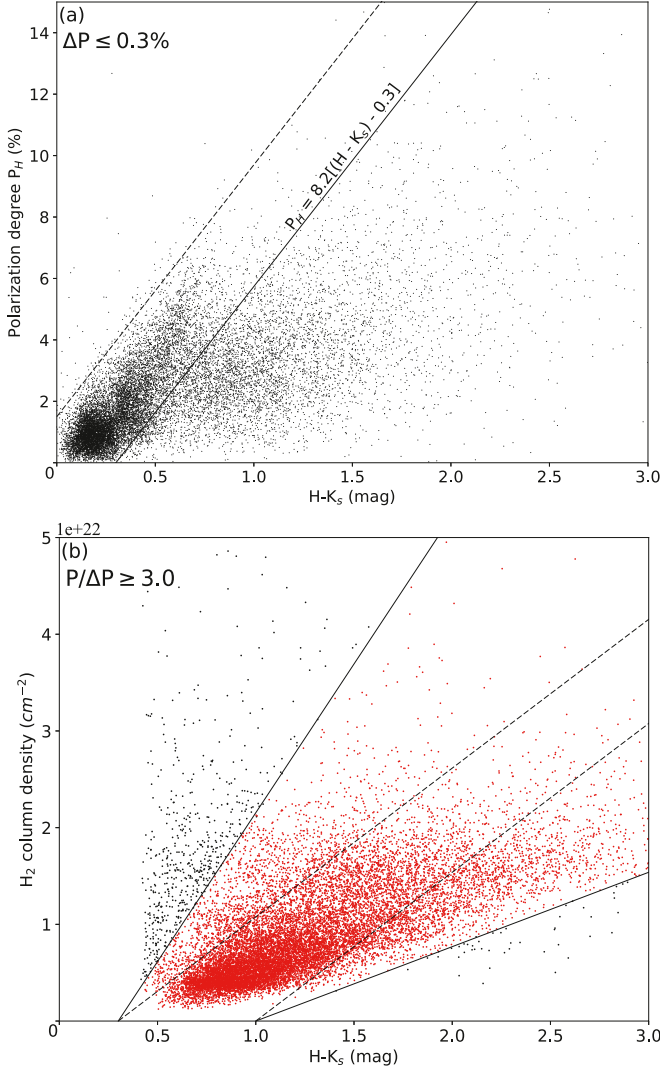 (a)
ΔP ≤ 0.3%
P_H = 8.2[(H - K_s) - 0.3]
Polarization degree P_H (%)
14
12
10
8
6
4
2
0
0.5
1.0
1.5
2.0
2.5
3.0
H-K_s (mag)
1e+22
(b)
P/ΔP ≥ 3.0
H_2 column density (cm^{-2})
5
4
3
2
1
0
0.5
1.0
1.5
2.0
2.5
3.0
H-K_s (mag)